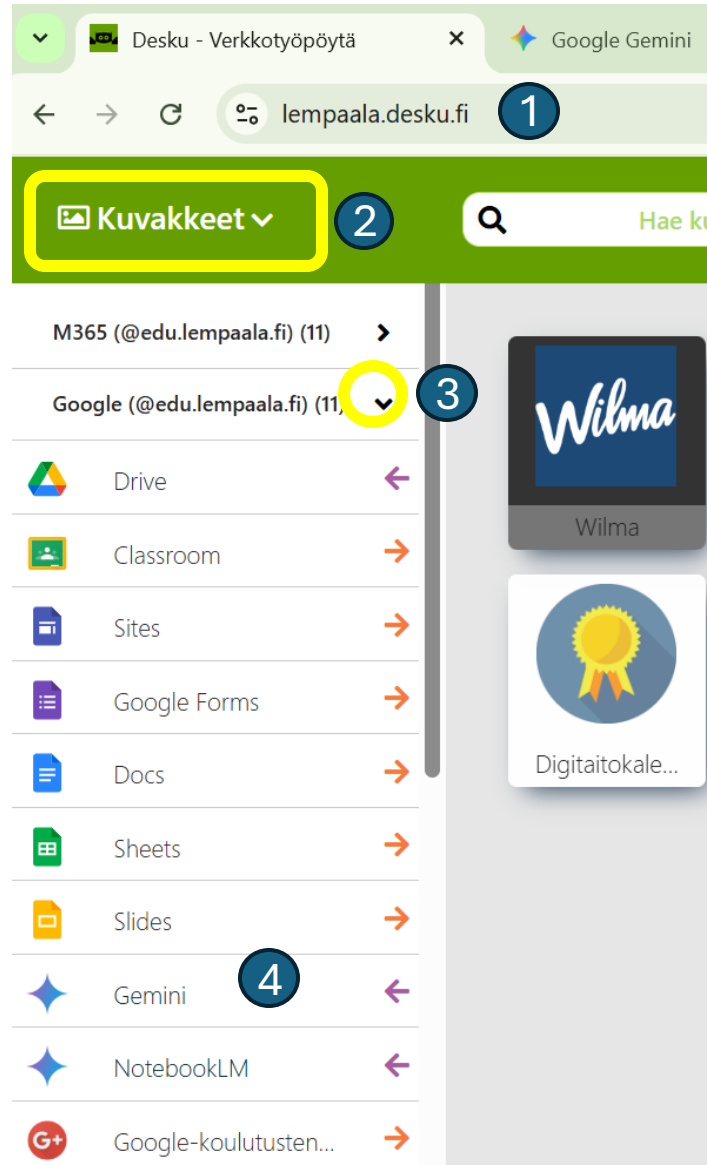 Desku - Verkkotyöpöytä
Google Gemini
lempaala.desku.fi
1
Kuvakkeet
2
Hae
M365 (@edu.lempaala.fi) (11)
Google (@edu.lempaala.fi) (11)
3
Drive
Classroom
Sites
Google Forms
Docs
Sheets
Slides
Gemini
4
NotebookLM
G+
Google-koulutusten...
Wilma
Wilma
Digitaitokale...